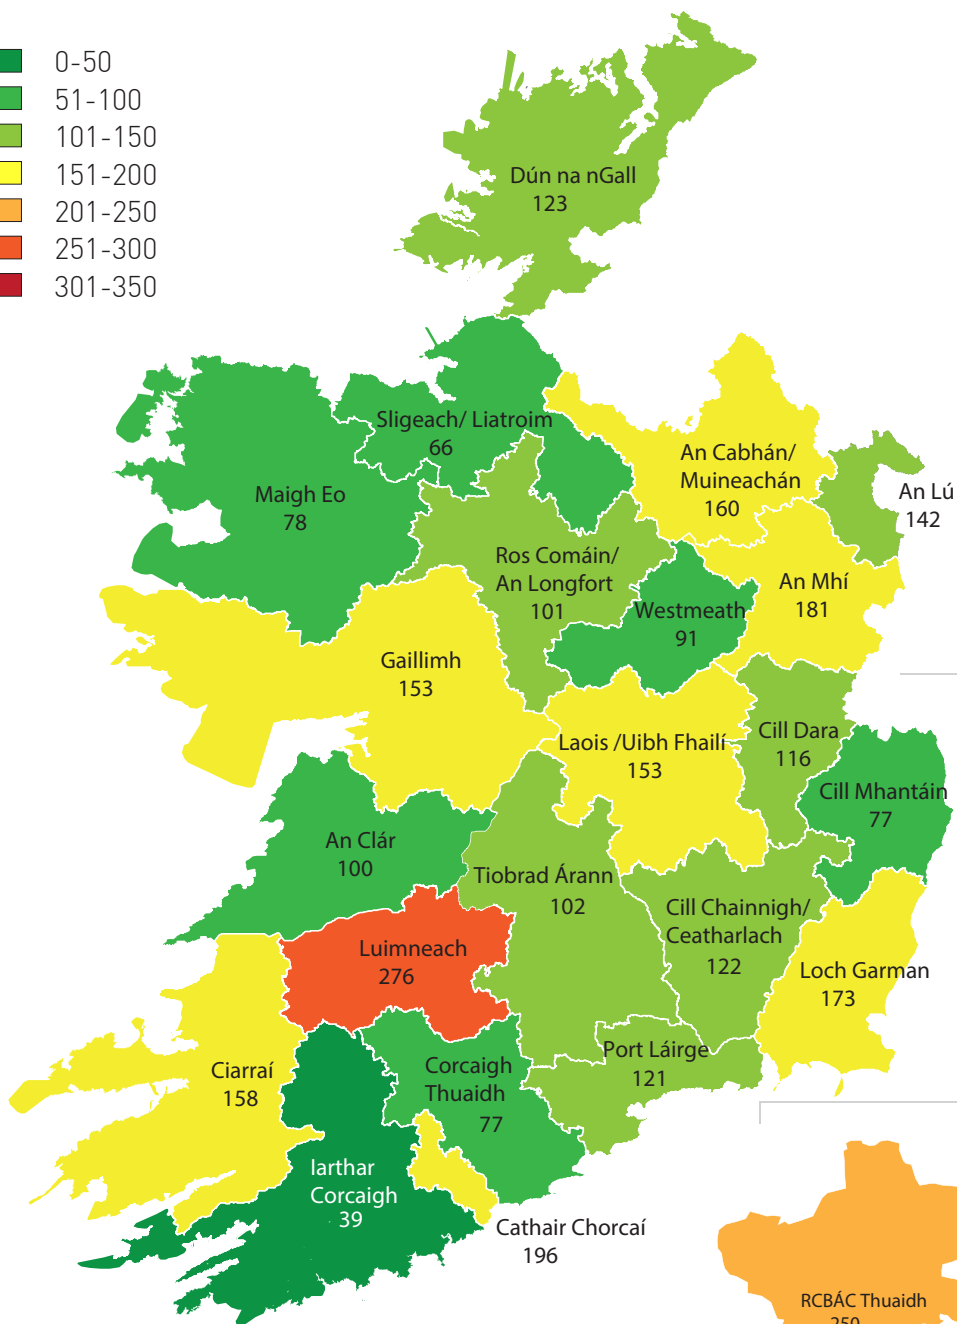 0-50
51-100
101-150
151-200
201-250
251-300
301-350
Dún na nGall
123
Sligeach/ Liatroim
66
An Cabhán/
Muineachán
160
An Lú
142
Maigh Eo
78
Ros Comáin/
An Longfort
101
An Mhí
181
Westmeath
91
Gaillimh
153
Laois /Uibh Fhailí
153
Cill Dara
116
Cill Mhantáin
77
An Clár
100
Tiobrad Árann
102
Cill Chainnigh/
Ceatharlach
122
Luimneach
276
Loch Garman
173
Ciarraí
158
Corcaigh
Thuaidh
77
Port Láirge
121
Iarthar
Corcaigh
39
Cathair Chorcaí
196
RCBÁC Thuaidh
250